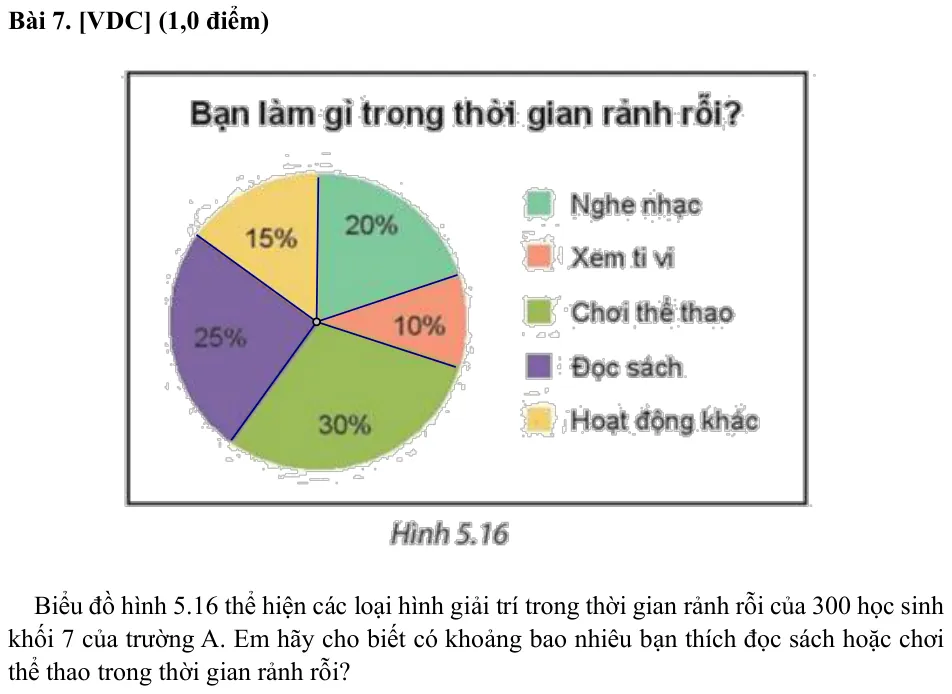 Bài 7. [VDC] (1,0 điểm)
Bạn làm gì trong thời gian rảnh rỗi?
20%
15%
10%
25%
30%
Nghe nhạc
Xem ti vi
Chơi thể thao
Đọc sách
Hoạt động khác
Hình 5.16
Biểu đồ hình 5.16 thể hiện các loại hình giải trí trong thời gian rảnh rỗi của 300 học sinh
khối 7 của trường A. Em hãy cho biết có khoảng bao nhiêu bạn thích đọc sách hoặc chơi
thể thao trong thời gian rảnh rỗi?